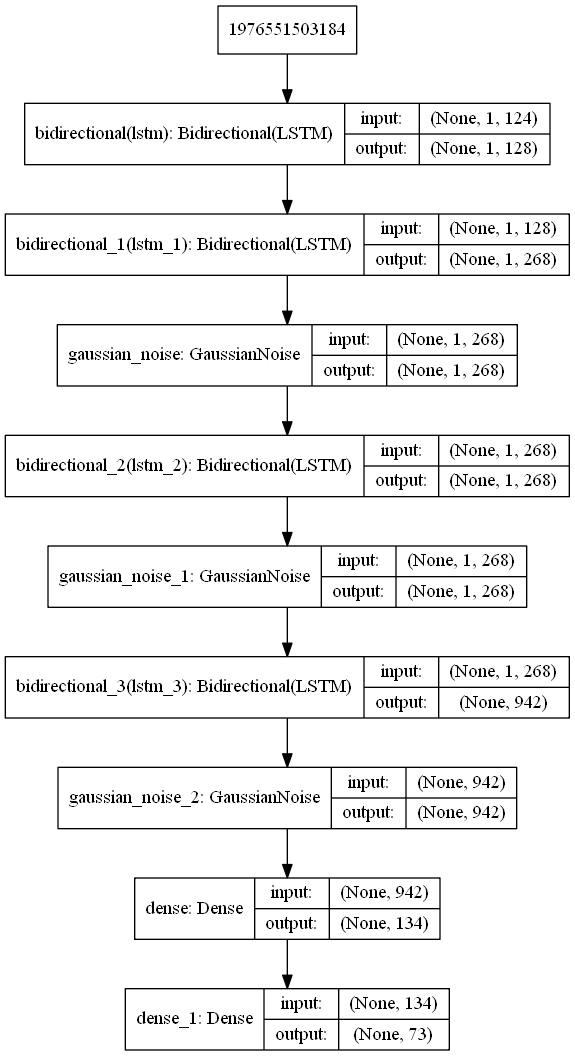 1976551503184
bidirectional(lstm): Bidirectional(LSTM)
input: (None, 1, 124)
output: (None, 1, 128)
bidirectional_1(lstm_1): Bidirectional(LSTM)
input: (None, 1, 128)
output: (None, 1, 268)
gaussian_noise: GaussianNoise
input: (None, 1, 268)
output: (None, 1, 268)
bidirectional_2(lstm_2): Bidirectional(LSTM)
input: (None, 1, 268)
output: (None, 1, 268)
gaussian_noise_1: GaussianNoise
input: (None, 1, 268)
output: (None, 1, 268)
bidirectional_3(lstm_3): Bidirectional(LSTM)
input: (None, 1, 268)
output: (None, 942)
gaussian_noise_2: GaussianNoise
input: (None, 942)
output: (None, 942)
dense: Dense
input: (None, 942)
output: (None, 134)
dense_1: Dense
input: (None, 134)
output: (None, 73)